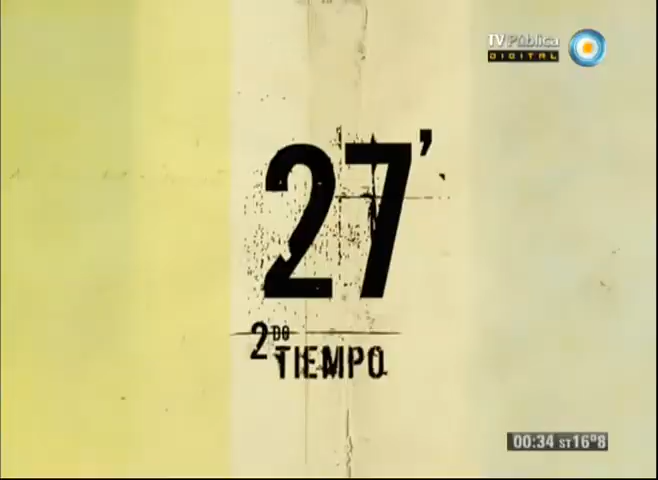 TV Pública
DIGITAL
27'
2DO
TIEMPO
00:34 ST16º8